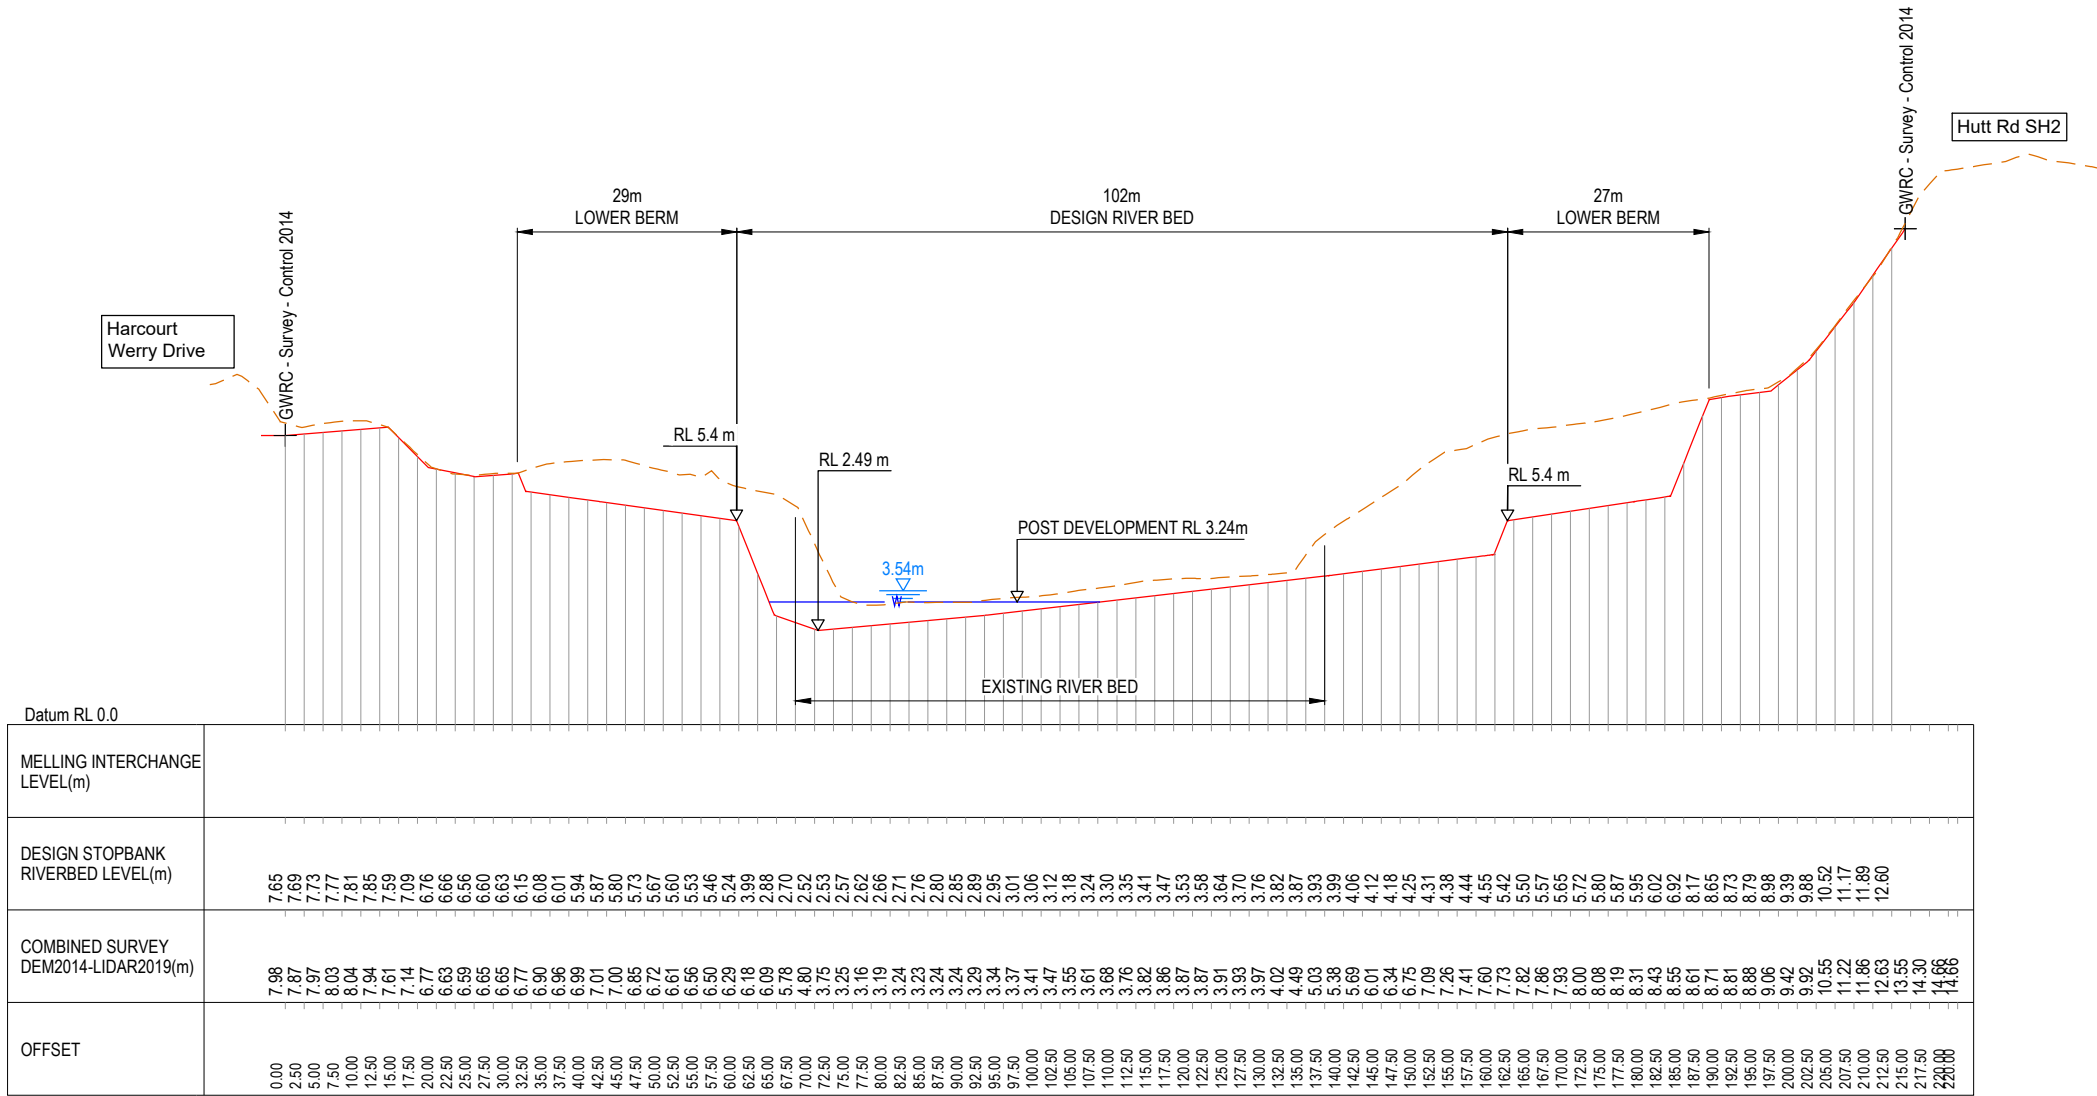 GWRC - Survey - Control 2014
Hutt Rd SH2
29m
LOWER BERM
102m
DESIGN RIVER BED
27m
LOWER BERM
GWRC - Survey - Control 2014
Harcourt
Werry Drive
RL 5.4 m
RL 2.49 m
RL 5.4 m
POST DEVELOPMENT RL 3.24m
3.54m
EXISTING RIVER BED
Datum RL 0.0
MELLING INTERCHANGE
LEVEL(m)
DESIGN STOPBANK
RIVERBED LEVEL(m)
7.65 7.69 7.73 7.77 7.81 7.85 7.59 7.09 6.76 6.66 6.56 6.60 6.63 6.15 6.08 6.01 5.94 5.87 5.80 5.73 5.67 5.60 5.53 5.46 5.24 3.99 2.88 2.70 2.52 2.53 2.57 2.62 2.66 2.71 2.76 2.80 2.85 2.89 2.95 3.01 3.06 3.12 3.18 3.24 3.30 3.35 3.41 3.47 3.53 3.58 3.64 3.70 3.76 3.82 3.87 3.93 3.99 4.06 4.12 4.18 4.25 4.31 4.38 4.44 4.55 5.42 5.50 5.57 5.65 5.72 5.80 5.87 5.95 6.02 6.92 8.17 8.65 8.73 8.79 8.98 9.39 9.88 10.52 11.17 11.89 12.60
COMBINED SURVEY
DEM2014-LIDAR2019(m)
7.98 7.87 7.97 8.03 8.04 7.94 7.61 7.14 6.77 6.63 6.59 6.65 6.65 6.77 6.90 6.96 6.99 7.01 7.00 6.85 6.72 6.61 6.56 6.50 6.29 6.18 6.09 5.78 4.80 3.75 3.25 3.16 3.19 3.24 3.23 3.24 3.24 3.29 3.34 3.37 3.41 3.47 3.55 3.61 3.68 3.76 3.82 3.86 3.87 3.87 3.91 3.93 3.97 4.02 4.49 5.03 5.38 5.69 6.01 6.34 6.75 7.09 7.26 7.41 7.60 7.73 7.82 7.86 7.93 8.00 8.08 8.19 8.31 8.43 8.55 8.61 8.71 8.81 8.88 9.06 9.42 9.92 10.55 11.22 11.86 12.63 13.55 14.30 14.66 14.66
OFFSET
0.00 2.50 5.00 7.50 10.00 12.50 15.00 17.50 20.00 22.50 25.00 27.50 30.00 32.50 35.00 37.50 40.00 42.50 45.00 47.50 50.00 52.50 55.00 57.50 60.00 62.50 65.00 67.50 70.00 72.50 75.00 77.50 80.00 82.50 85.00 87.50 90.00 92.50 95.00 97.50 100.00 102.50 105.00 107.50 110.00 112.50 115.00 117.50 120.00 122.50 125.00 127.50 130.00 132.50 135.00 137.50 140.00 142.50 145.00 147.50 150.00 152.50 155.00 157.50 160.00 162.50 165.00 167.50 170.00 172.50 175.00 177.50 180.00 182.50 185.00 187.50 190.00 192.50 195.00 197.50 200.00 202.50 205.00 207.50 210.00 212.50 215.00 217.50 220.00 220.00